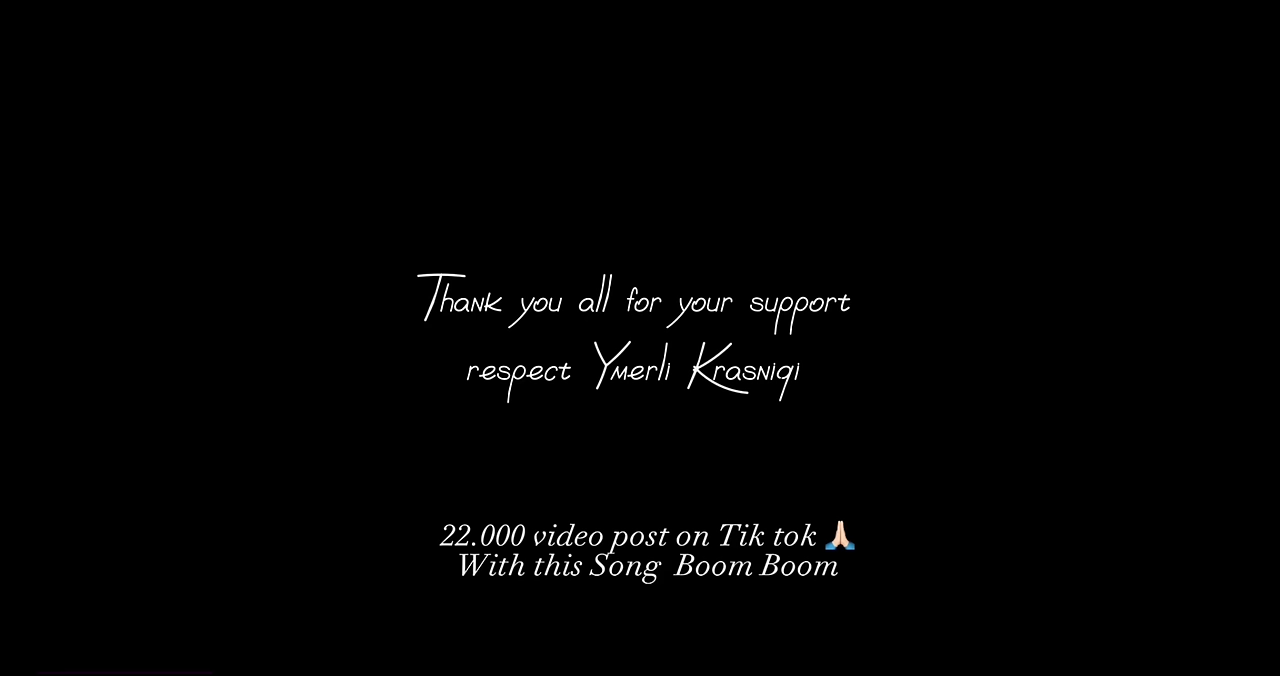 Thank you all for your support
respect Ymerli Krasniqi
22.000 video post on Tik tok 🙏🏻
With this Song Boom Boom